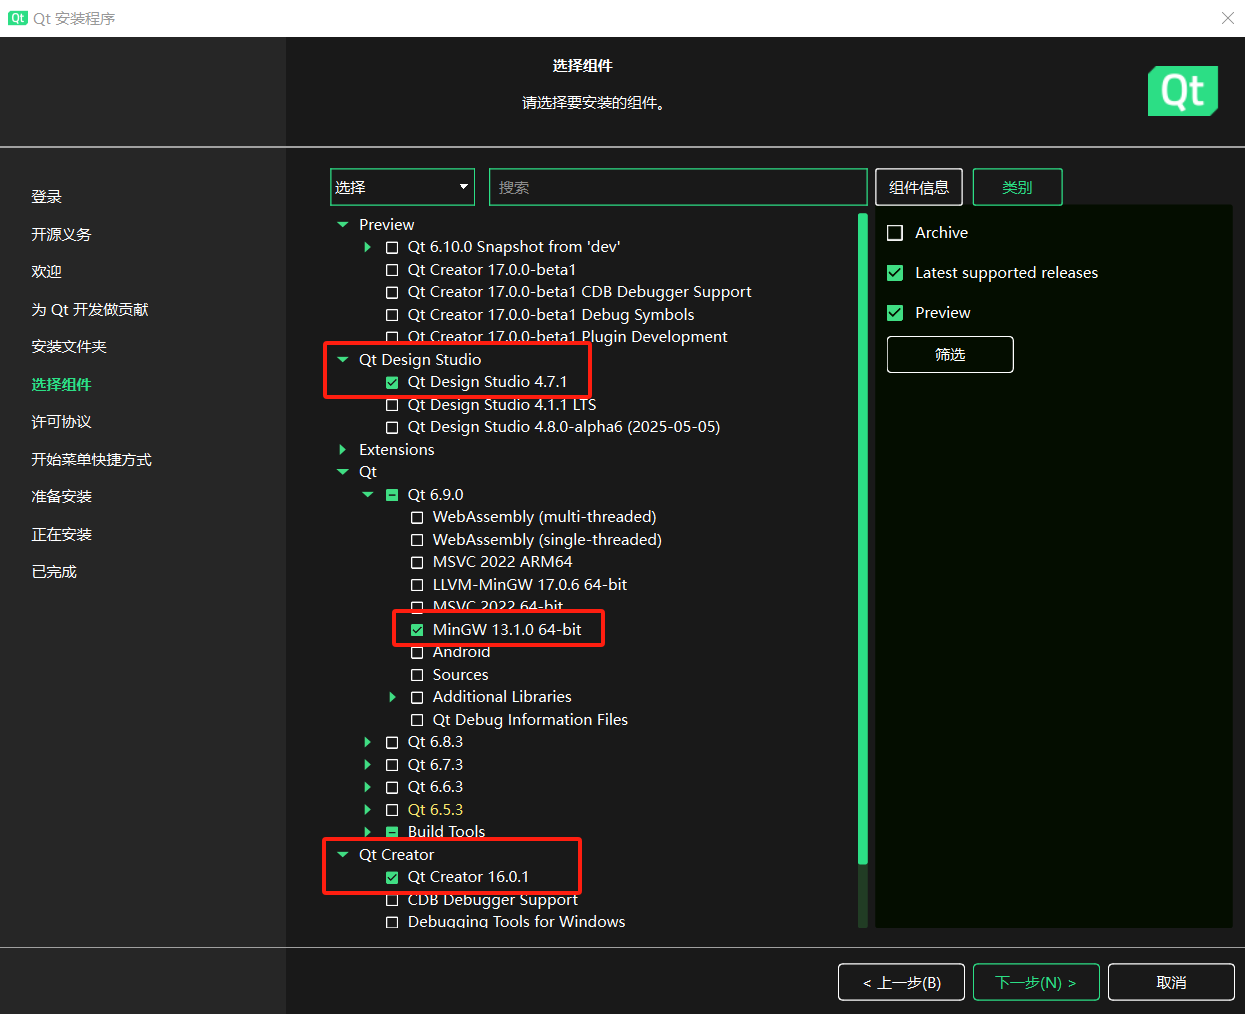 Qt Qt 安装程序
选择组件
请选择要安装的组件。
Qt
登录
开源义务
欢迎
为 Qt 开发做贡献
安装文件夹
选择组件
许可协议
开始菜单快捷方式
准备安装
正在安装
已完成
选择
搜索
Preview
Qt 6.10.0 Snapshot from 'dev'
Qt Creator 17.0.0-beta1
Qt Creator 17.0.0-beta1 CDB Debugger Support
Qt Creator 17.0.0-beta1 Debug Symbols
Qt Creator 17.0.0-beta1 Plugin Development
Qt Design Studio
Qt Design Studio 4.7.1
Qt Design Studio 4.1.1 LTS
Qt Design Studio 4.8.0-alpha6 (2025-05-05)
Extensions
Qt
Qt 6.9.0
WebAssembly (multi-threaded)
WebAssembly (single-threaded)
MSVC 2022 ARM64
LLVM-MinGW 17.0.6 64-bit
MSVC 2022 64-bit
MinGW 13.1.0 64-bit
Android
Sources
Additional Libraries
Qt Debug Information Files
Qt 6.8.3
Qt 6.7.3
Qt 6.6.3
Qt 6.5.3
Build Tools
Qt Creator
Qt Creator 16.0.1
CDB Debugger Support
Debugging Tools for Windows
组件信息
类别
Archive
Latest supported releases
Preview
筛选
< 上一步(B)
下一步(N) >
取消